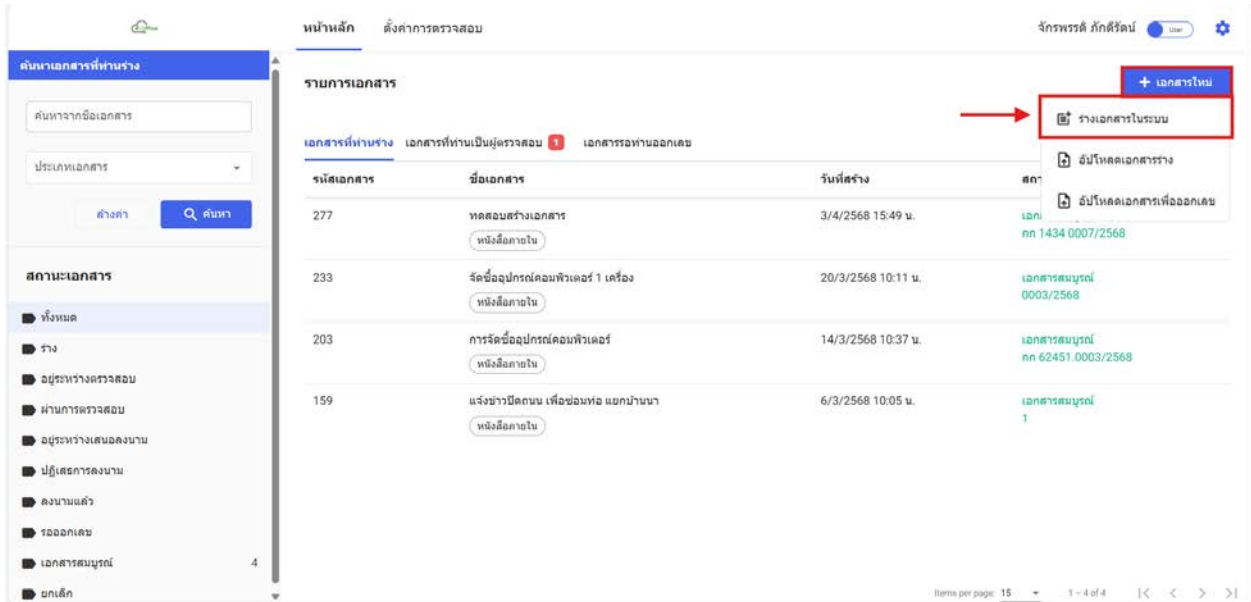 หน้าหลัก ตั้งค่าการตรวจสอบ จักรพรรดิ ภักดีรัตน์ User
ค้นหาเอกสารที่ท่านร่าง
ค้นหาจากชื่อเอกสาร
ประเภทเอกสาร
ล้างค่า ค้นหา
สถานะเอกสาร
ทั้งหมด
ร่าง
อยู่ระหว่างตรวจสอบ
ผ่านการตรวจสอบ
อยู่ระหว่างเสนอลงนาม
ปฏิเสธการลงนาม
ลงนามแล้ว
รอออกเลข
เอกสารสมบูรณ์ 4
ยกเลิก
รายการเอกสาร
+ เอกสารใหม่
ร่างเอกสารในระบบ
อัปโหลดเอกสารร่าง
อัปโหลดเอกสารเพื่อออกเลข
เอกสารที่ท่านร่าง เอกสารที่ท่านเป็นผู้ตรวจสอบ 1 เอกสารรอท่านออกเลข
รหัสเอกสาร ชื่อเอกสาร วันที่สร้าง
277 ทดสอบสร้างเอกสาร 3/4/2568 15:49 น.
หนังสือภายใน กก 1434 0007/2568
233 จัดซื้ออุปกรณ์คอมพิวเตอร์ 1 เครื่อง 20/3/2568 10:11 น. เอกสารสมบูรณ์
หนังสือภายใน 0003/2568
203 การจัดซื้ออุปกรณ์คอมพิวเตอร์ 14/3/2568 10:37 น. เอกสารสมบูรณ์
หนังสือภายใน กก 62451.0003/2568
159 แจ้งข่าวปิดถนน เพื่อซ่อมท่อ แยกบ้านนา 6/3/2568 10:05 น. เอกสารสมบูรณ์
หนังสือภายใน 1
Items per page: 15 1 – 4 of 4